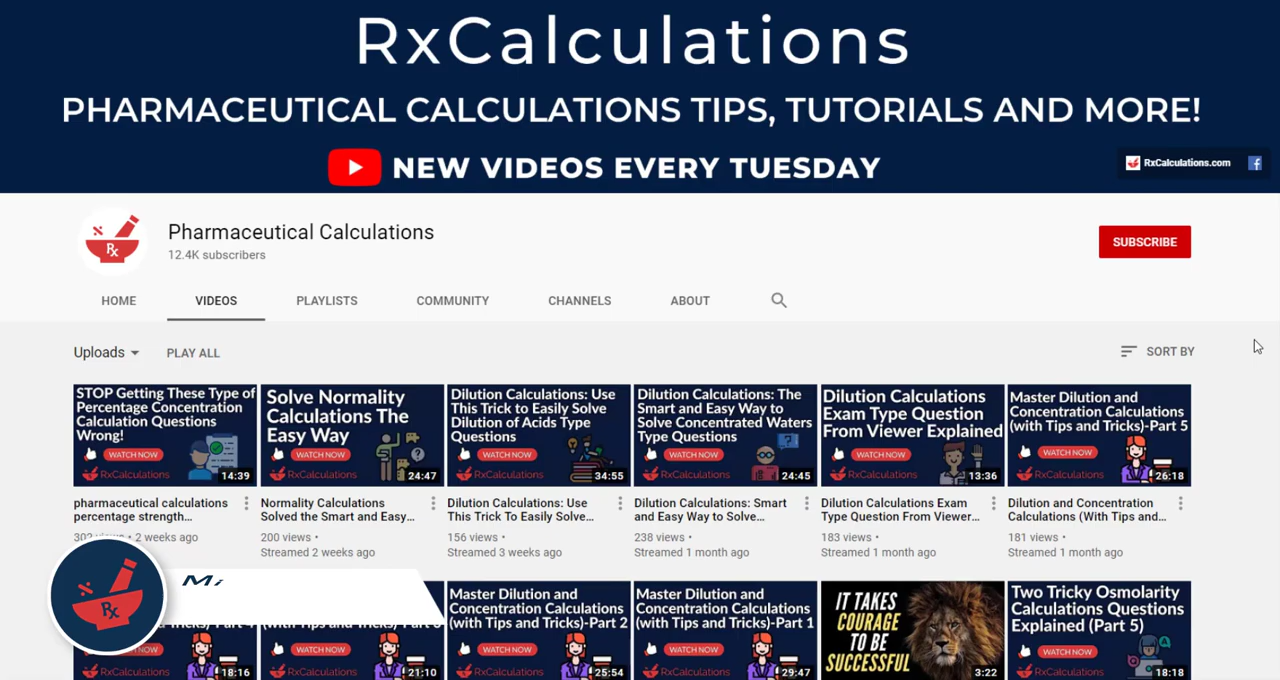 RxCalculations
PHARMACEUTICAL CALCULATIONS TIPS, TUTORIALS AND MORE!
NEW VIDEOS EVERY TUESDAY
RxCalculations.com
Pharmaceutical Calculations
12.4K subscribers
SUBSCRIBE
HOME VIDEOS PLAYLISTS COMMUNITY CHANNELS ABOUT
Uploads PLAY ALL SORT BY
STOP Getting These Type of
Percentage Concentration
Calculation Questions
Wrong!
WATCH NOW
RxCalculations
14:39
Solve Normality
Calculations The
Easy Way
WATCH NOW
RxCalculations
24:47
Dilution Calculations: Use
This Trick to Easily Solve
Dilution of Acids Type
Questions
WATCH NOW
RxCalculations
34:55
Dilution Calculations: The
Smart and Easy Way to
Solve Concentrated Waters
Type Questions
WATCH NOW
RxCalculations
24:45
Dilution Calculations
Exam Type Question
From Viewer Explained
WATCH NOW
RxCalculations
13:36
Master Dilution and
Concentration Calculations
(with Tips and Tricks)-Part 5
WATCH NOW
RxCalculations
26:18
pharmaceutical calculations
percentage strength...
302 views • 2 weeks ago
Normality Calculations
Solved the Smart and Easy...
200 views •
Streamed 2 weeks ago
Dilution Calculations: Use
This Trick To Easily Solve...
156 views •
Streamed 3 weeks ago
Dilution Calculations: Smart
and Easy Way to Solve...
238 views •
Streamed 1 month ago
Dilution Calculations Exam
Type Question From Viewer...
183 views •
Streamed 1 month ago
Dilution and Concentration
Calculations (With Tips and...
181 views •
Streamed 1 month ago
Rx
WATCH NOW
RxCalculations
18:16
WATCH NOW
RxCalculations
21:10
Master Dilution and
Concentration Calculations
(with Tips and Tricks)-Part 2
WATCH NOW
RxCalculations
25:54
Master Dilution and
Concentration Calculations
(with Tips and Tricks)-Part 1
WATCH NOW
RxCalculations
29:47
IT TAKES
COURAGE
TO BE
SUCCESSFUL
3:22
Two Tricky Osmolarity
Calculations Questions
Explained (Part 5)
WATCH NOW
RxCalculations
18:18